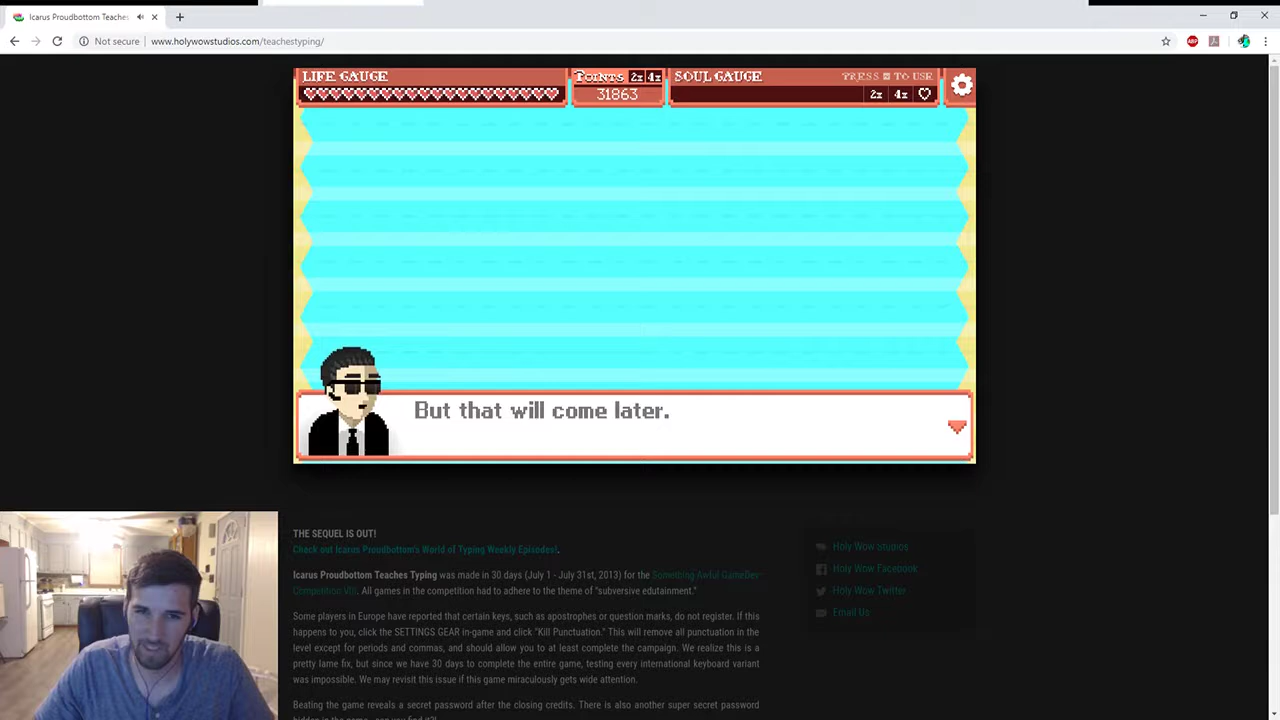 Icarus Proudbottom Teaches
Not secure | www.holywowstudios.com/teachestyping/
LIFE GAUGE
POINTS 2x 4x
SOUL GAUGE
PRESS TO USE
31863
2x 4x
But that will come later.
THE SEQUEL IS OUT!
Check out Icarus Proudbottom's World of Typing Weekly Episodes!.
Icarus Proudbottom Teaches Typing was made in 30 days (July 1 - July 31st, 2013) for the Something Awful GameDev
Competition VIII. All games in the competition had to adhere to the theme of "subversive edutainment."
Some players in Europe have reported that certain keys, such as apostrophes or question marks, do not register. If this
happens to you, click the SETTINGS GEAR in-game and click "Kill Punctuation." This will remove all punctuation in the
level except for periods and commas, and should allow you to at least complete the campaign. We realize this is a
pretty lame fix, but since we have 30 days to complete the entire game, testing every international keyboard variant
was impossible. We may revisit this issue if this game miraculously gets wide attention.
Beating the game reveals a secret password after the closing credits. There is also another super secret password
Holy Wow Studios
Holy Wow Facebook
Holy Wow Twitter
Email Us